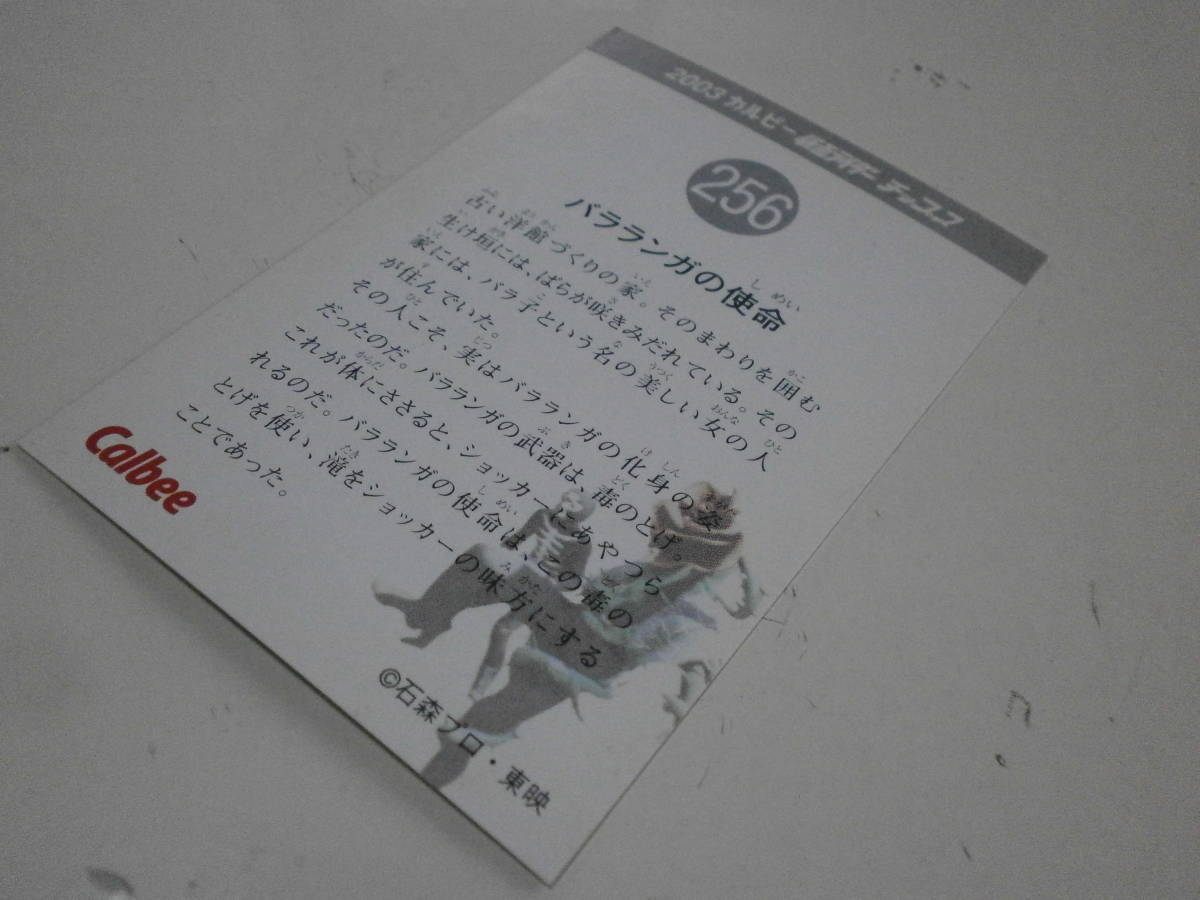 2003 カルビー 仮面ライダー チップス
256
バラランガの使命
古い洋館づくりの家。そのまわりを囲む
生け垣には、ばらが咲きみだれている。その
家には、バラ子という名の美しい女の人
が住んでいた。
その人こそ、実はバラランガの化身の姿
だったのだ。バラランガの武器は、毒のとげ。
これが体にささると、ショッカーにあやつら
れるのだ。バラランガの使命は、この毒の
とげを使い、滝をショッカーの味方にする
ことであった。
Calbee
©石森プロ・東映